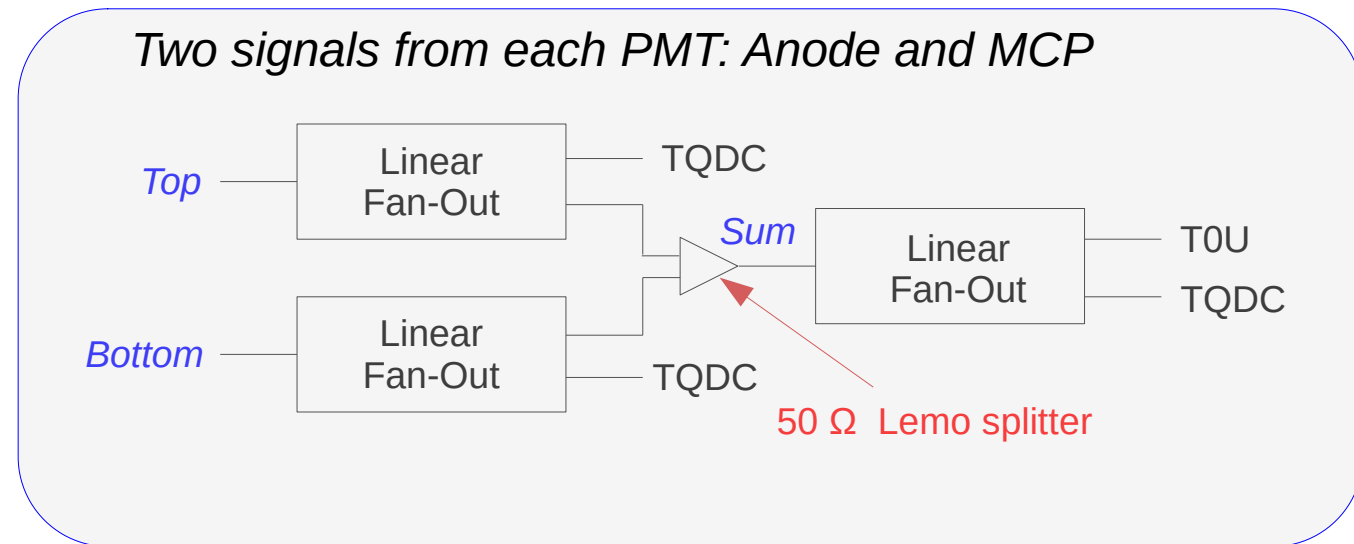 Two signals from each PMT: Anode and MCP
Top
Linear
Fan-Out
TQDC
Sum
Linear
Fan-Out
T0U
TQDC
Bottom
Linear
Fan-Out
TQDC
50 Ω Lemo splitter